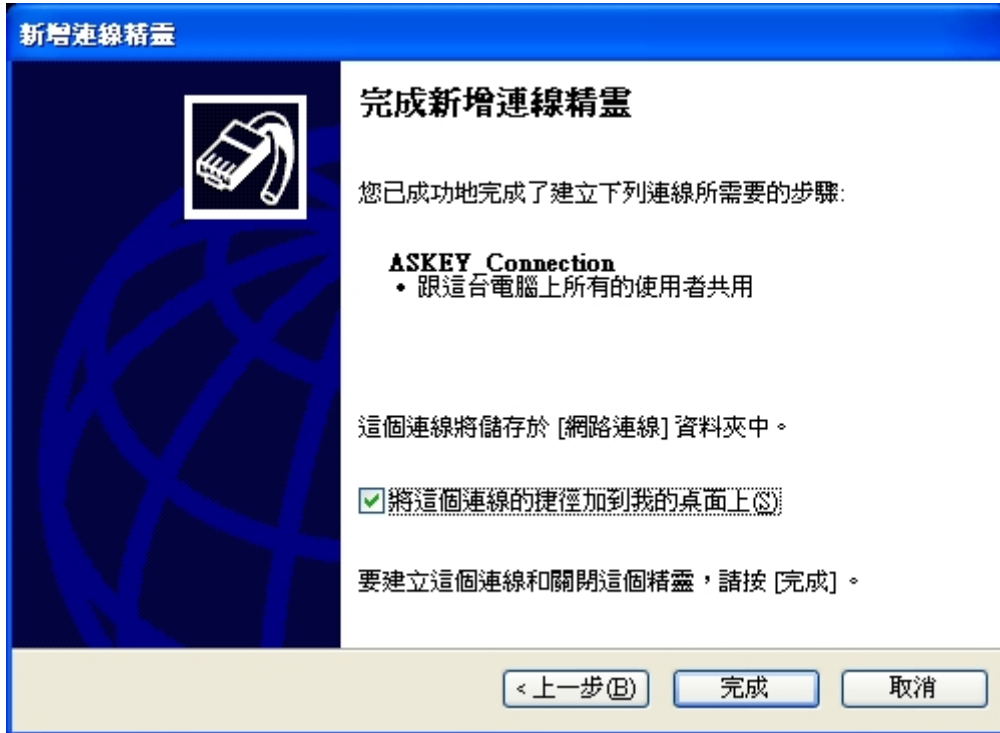 新增連線精靈
完成新增連線精靈
您已成功地完成了建立下列連線所需要的步驟:
ASKEY_Connection
• 跟這台電腦上所有的使用者共用
這個連線將儲存於 [網路連線] 資料夾中。
將這個連線的捷徑加到我的桌面上(S)
要建立這個連線和關閉這個精靈，請按 [完成]。
<上一步(B) 完成 取消